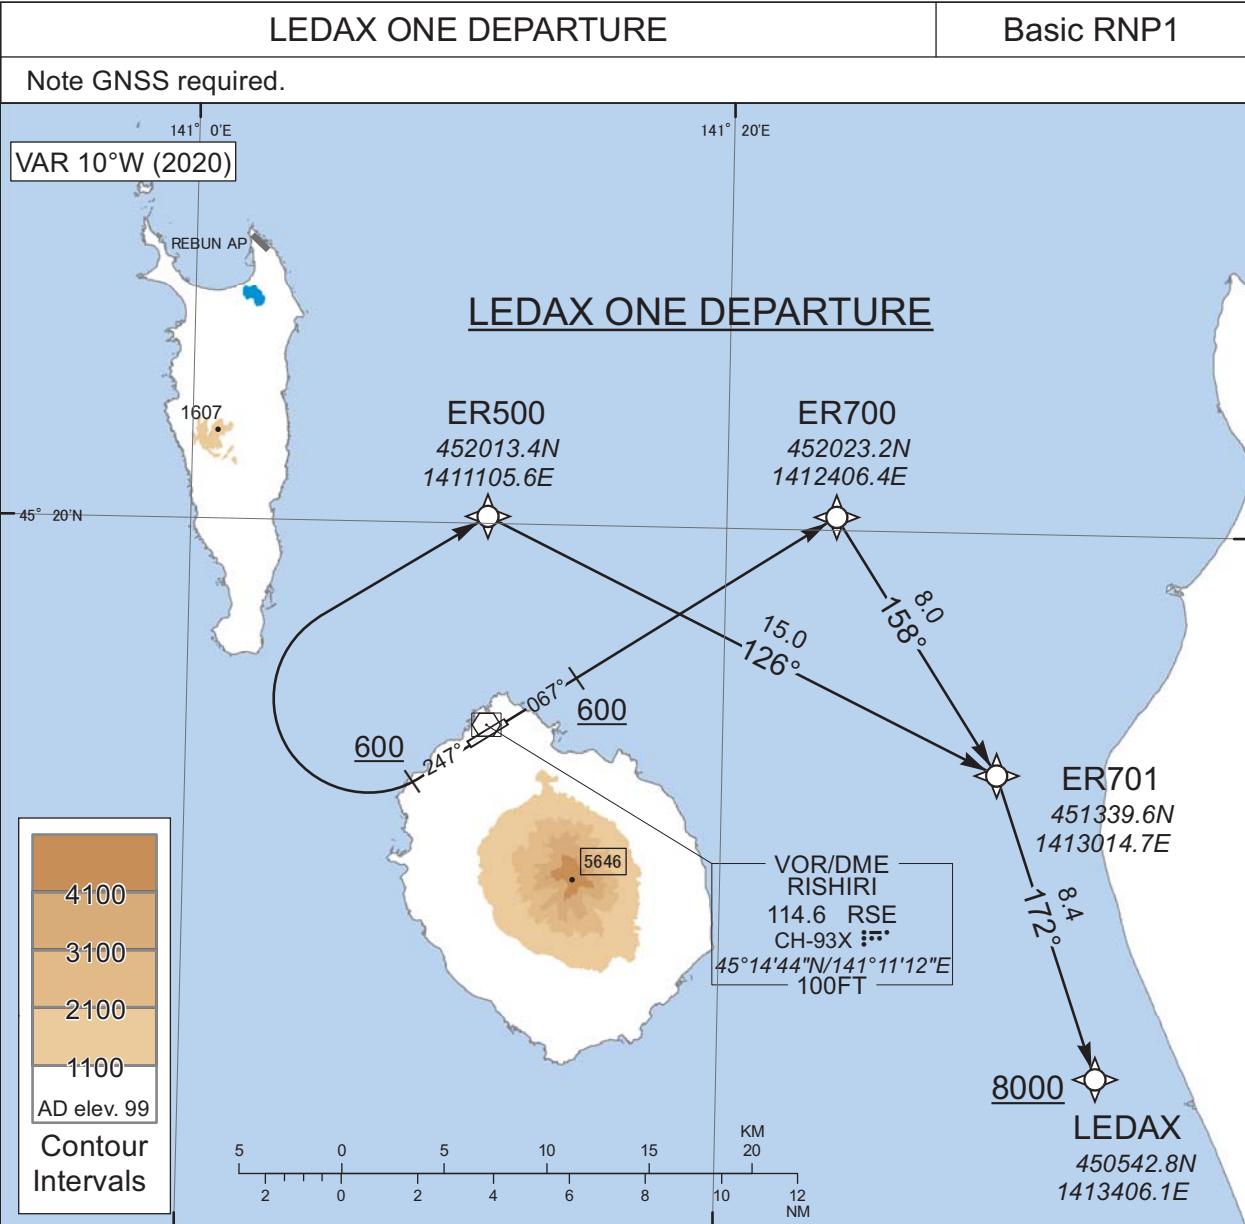 LEDAX ONE DEPARTURE
Basic RNP1
Note GNSS required.
141° 0'E
141° 20'E
VAR 10°W (2020)
REBUN AP
LEDAX ONE DEPARTURE
1607
ER500
452013.4N
1411105.6E
ER700
452023.2N
1412406.4E
45° 20'N
8.0
158°
15.0
126°
067°
600
600
247°
ER701
451339.6N
1413014.7E
5646
VOR/DME
RISHIRI
114.6 RSE
CH-93X
45°14'44"N/141°11'12"E
100FT
8.4
172°
4100
3100
2100
1100
AD elev. 99
Contour
Intervals
8000
LEDAX
450542.8N
1413406.1E
KM
5 0 5 10 15 20
2 0 2 4 6 8 10 12
NM